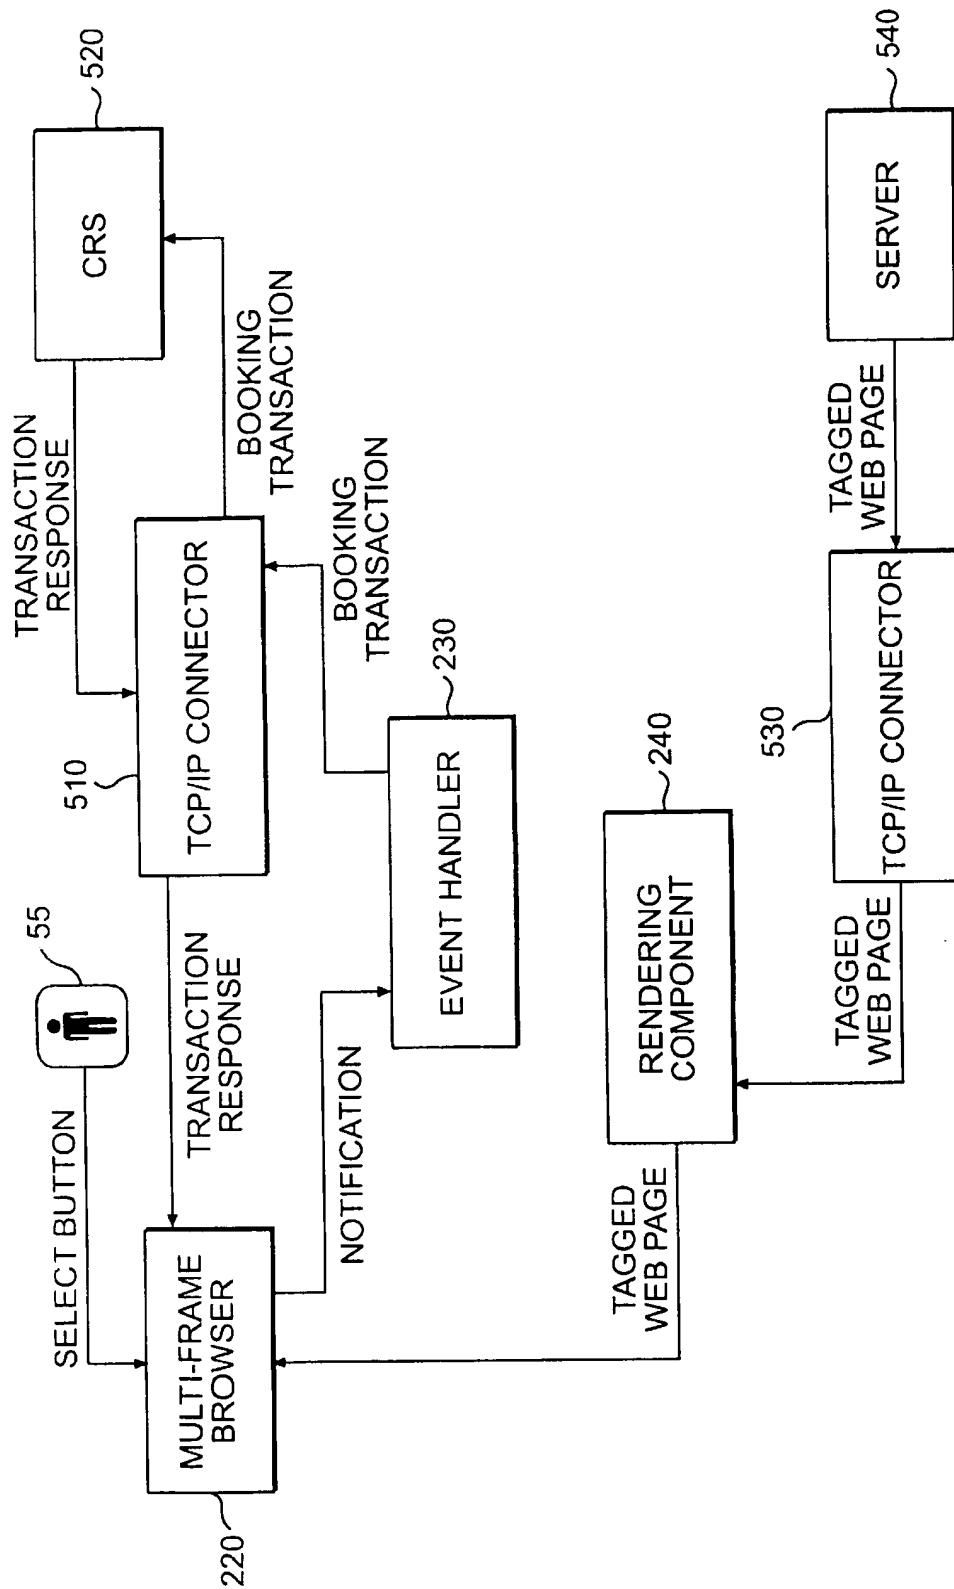 55
SELECT BUTTON
TRANSACTION
RESPONSE
520
CRS
510
TCP/IP CONNECTOR
BOOKING
TRANSACTION
TRANSACTION
RESPONSE
MULTI-FRAME
BROWSER
220
NOTIFICATION
BOOKING
TRANSACTION
230
EVENT HANDLER
240
RENDERING
COMPONENT
TAGGED
WEB PAGE
530
TCP/IP CONNECTOR
TAGGED
WEB PAGE
TAGGED
WEB PAGE
540
SERVER